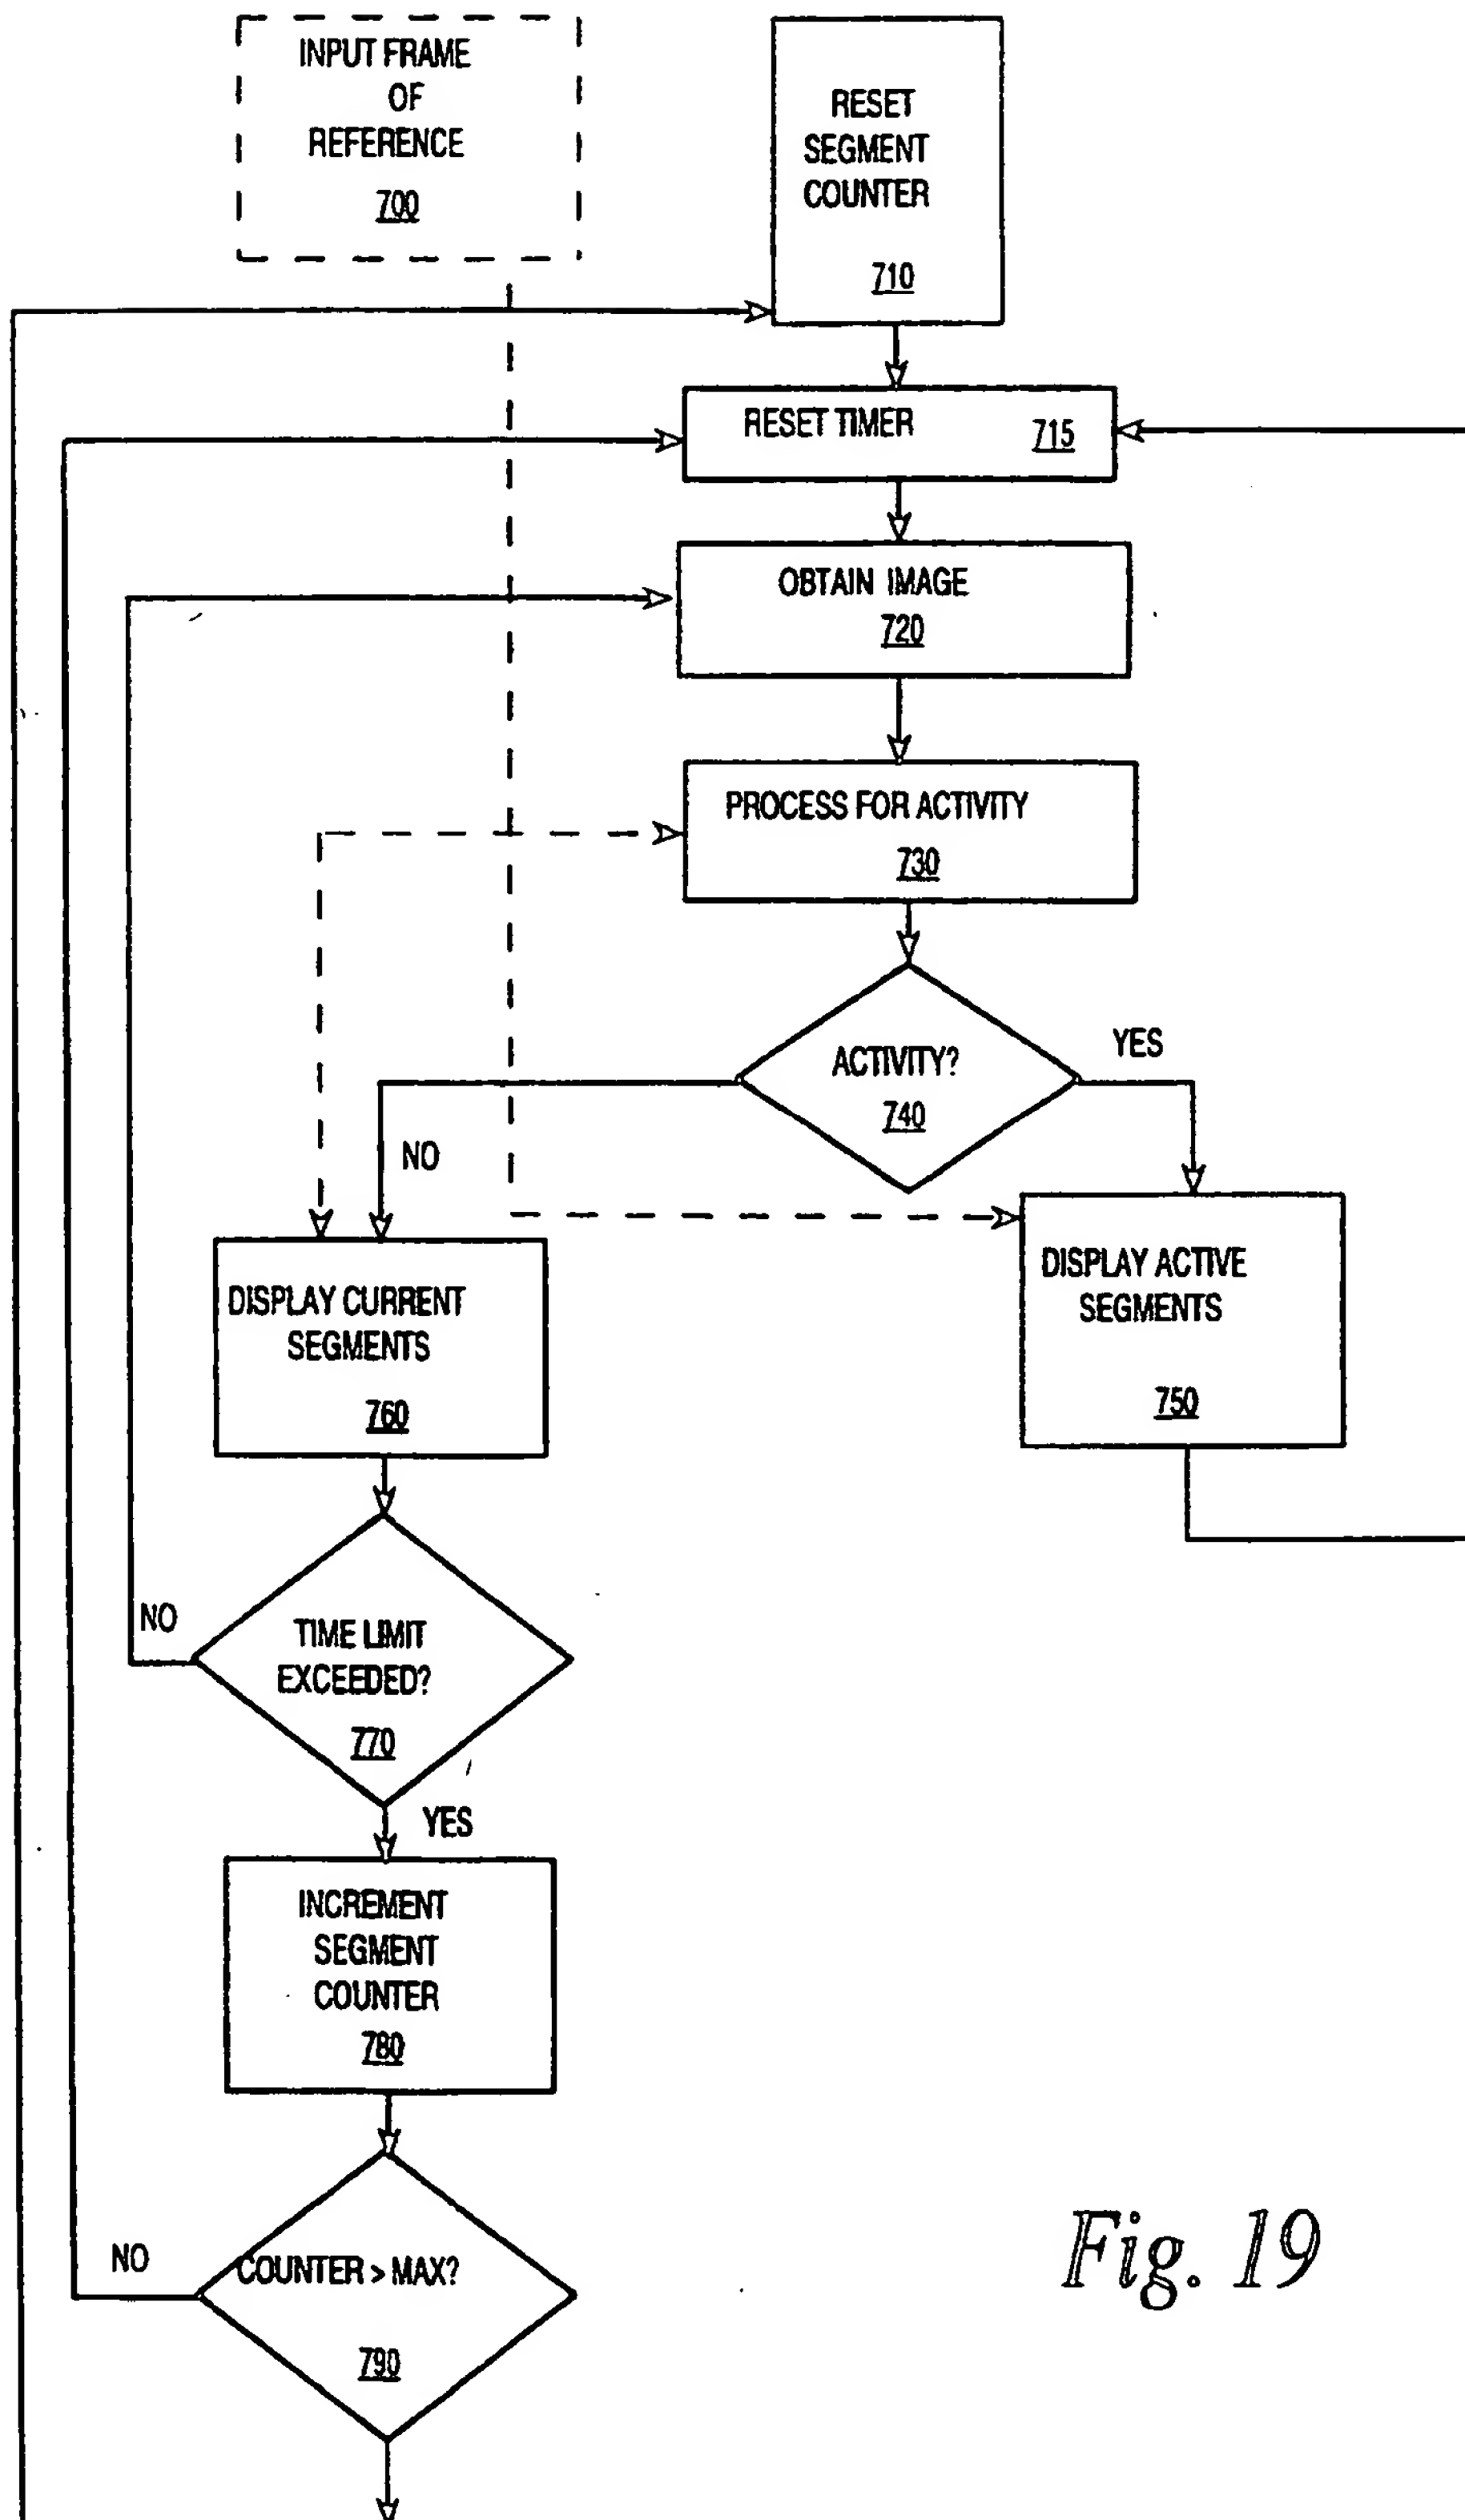 INPUT FRAME
OF
REFERENCE
700
RESET
SEGMENT
COUNTER
710
RESET TIMER 715
OBTAIN IMAGE
720
PROCESS FOR ACTIVITY
730
ACTIVITY?
740
YES
NO
DISPLAY ACTIVE
SEGMENTS
750
DISPLAY CURRENT
SEGMENTS
760
TIME LIMIT
EXCEEDED?
770
NO
YES
INCREMENT
SEGMENT
COUNTER
780
COUNTER > MAX?
790
NO
Fig. 19